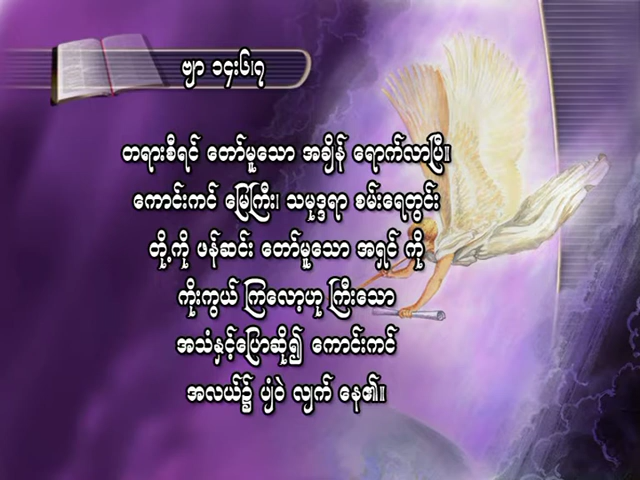 ဗျာ ၁၄း၆၊၇
တရားစီရင် တော်မူသော အချိန် ရောက်လာပြီ။
ကောင်းကင် မြေကြီး၊ သမုဒ္ဒရာ စမ်းရေတွင်း
တို့ကို ဖန်ဆင်း တော်မူသော အရှင် ကို
ကိုးကွယ် ကြလော့ဟု ကြီးသော
အသံနှင့်ပြောဆို၍ ကောင်းကင်
အလယ်၌ ပျံဝဲ လျက် နေ၏။